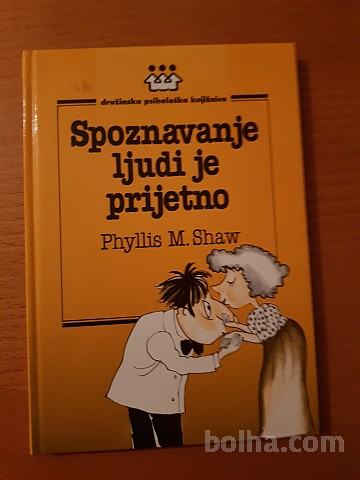 družinska psihološka knjižnica
Spoznavanje
ljudi je
prijetno
Phyllis M. Shaw
bolha.com